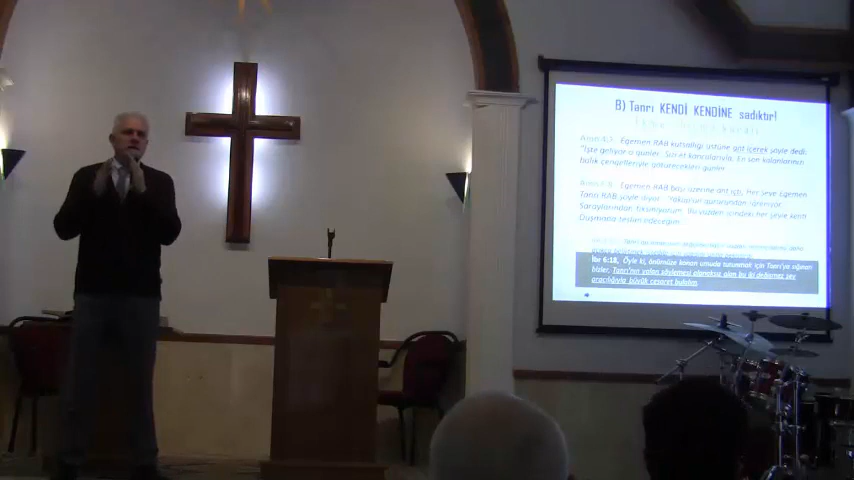 B) Tanrı KENDİ KENDİNE sadıktır!
Amos 4:2 Egemen RAB kutsallığı üstüne ant içerek şöyle dedi:
"İşte geliyor o günler, Sizi et kancalarıyla, En son kalanlarınızı
balık çengelleriyle götürecekleri günler.
Amos 6:8 Egemen RAB başı üzerine ant içti, Her Şeye Egemen
Tanrı RAB şöyle diyor: "Yakup'un gururundan iğreniyor,
Saraylarından tiksiniyorum. Bu yüzden içindeki her şeyle kenti
Düşmana teslim edeceğim."
İbr 6:18, Öyle ki, önümüze konan umuda tutunmak için Tanrı'ya sığınan
bizler, Tanrı'nın yalan söylemesi olanaksız olan bu iki değişmez şey
aracılığıyla büyük cesaret bulalım.